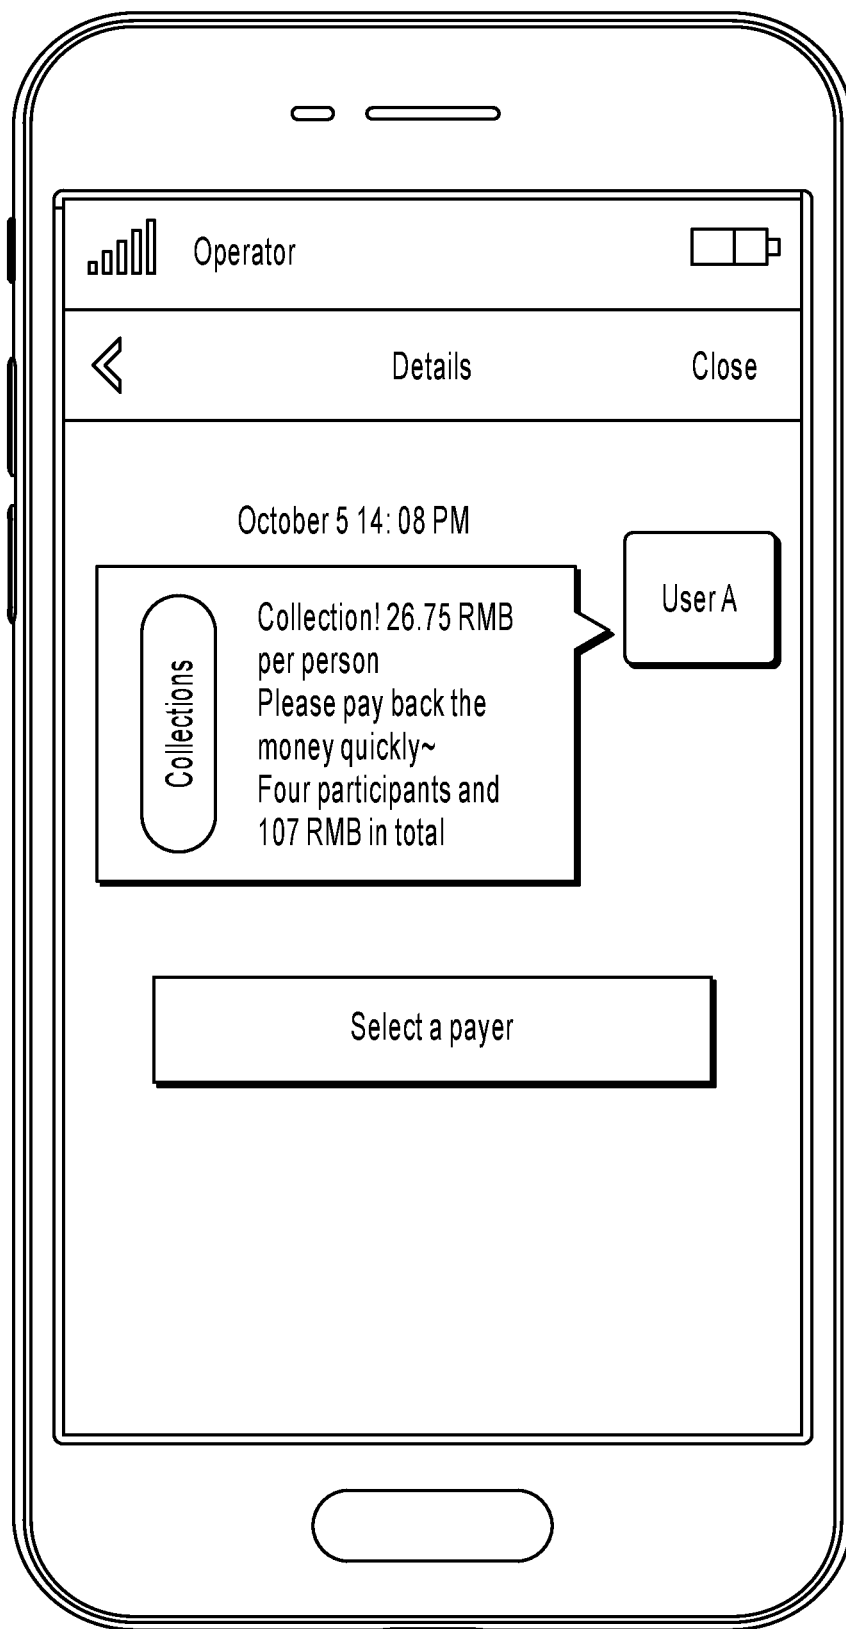 Operator
Details
Close
October 5 14: 08 PM
User A
Collections
Collection! 26.75 RMB
per person
Please pay back the
money quickly~
Four participants and
107 RMB in total
Select a payer